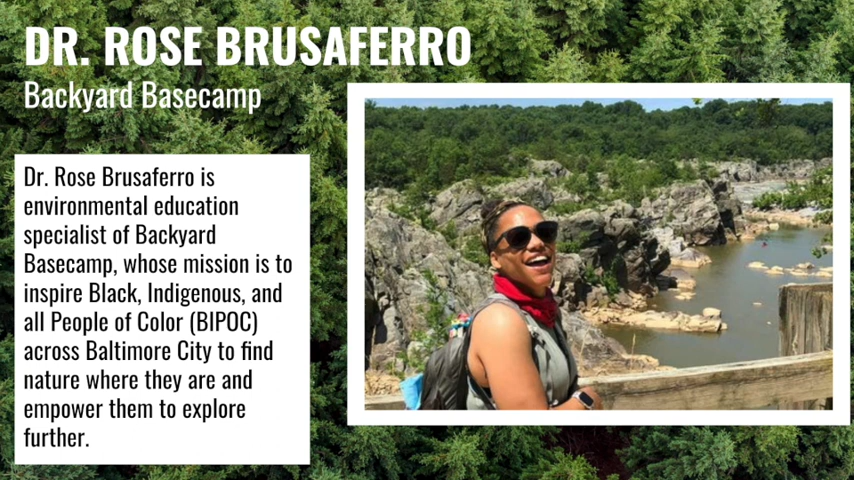 DR. ROSE BRUSAFERRO
Backyard Basecamp
Dr. Rose Brusaferro is
environmental education
specialist of Backyard
Basecamp, whose mission is to
inspire Black, Indigenous, and
all People of Color (BIPOC)
across Baltimore City to find
nature where they are and
empower them to explore
further.